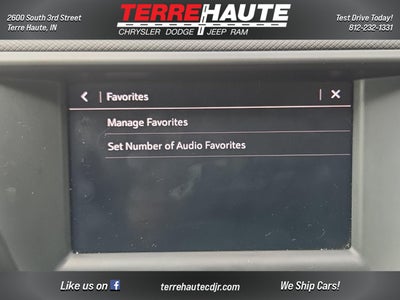 2600 South 3rd Street
Terre Haute, IN
TERRE HAUTE
CHRYSLER DODGE JEEP RAM
Test Drive Today!
812-232-1331
Favorites
Manage Favorites
Set Number of Audio Favorites
Like us on f
terrehautecdjr.com
We Ship Cars!